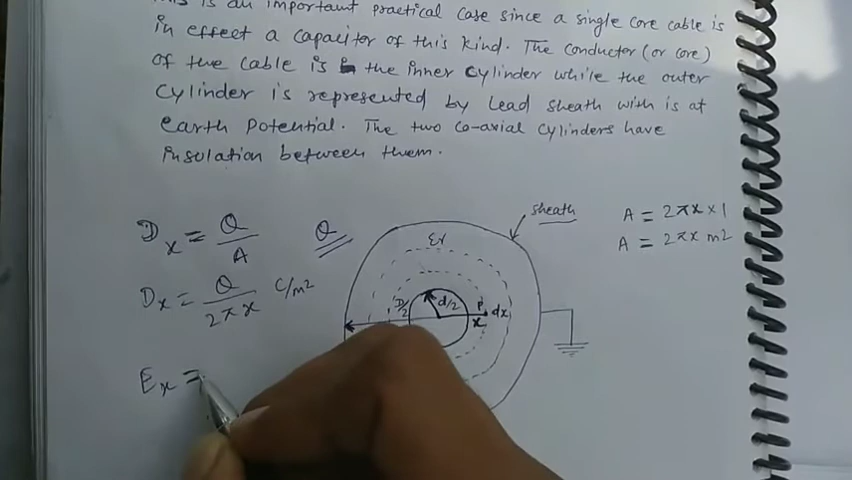 This is an important practical case since a single core cable is
in effect a capacitor of this kind. The conductor (or core)
of the cable is the inner cylinder while the outer
cylinder is represented by lead sheath with is at
earth potential. The two co-axial cylinders have
insulation between them.
Dx = Q/A
Q
Dx = Q/2πx C/m²
Ex =
sheath
εr
D/2
d/2
P
x
dx
A = 2πx × 1
A = 2πx m²